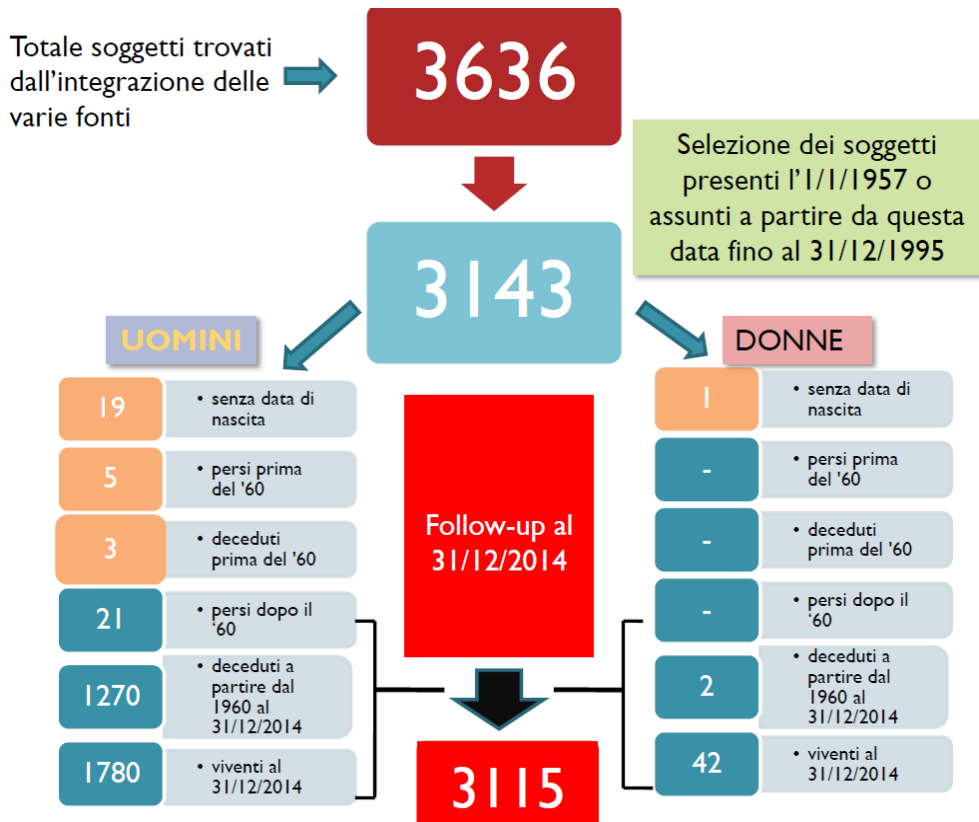 Totale soggetti trovati
dall'integrazione delle
varie fonti
3636
Selezione dei soggetti
presenti l'1/1/1957 o
assunti a partire da questa
data fino al 31/12/1995
3143
UOMINI
19
• senza data di
nascita
5
• persi prima
del '60
3
• deceduti
prima del '60
21
• persi dopo il
‘60
1270
• deceduti a
partire dal
1960 al
31/12/2014
1780
• viventi al
31/12/2014
Follow-up al
31/12/2014
3115
DONNE
1
• senza data di
nascita
-
• persi prima
del '60
-
• deceduti
prima del '60
-
• persi dopo il
‘60
2
• deceduti a
partire dal
1960 al
31/12/2014
42
• viventi al
31/12/2014